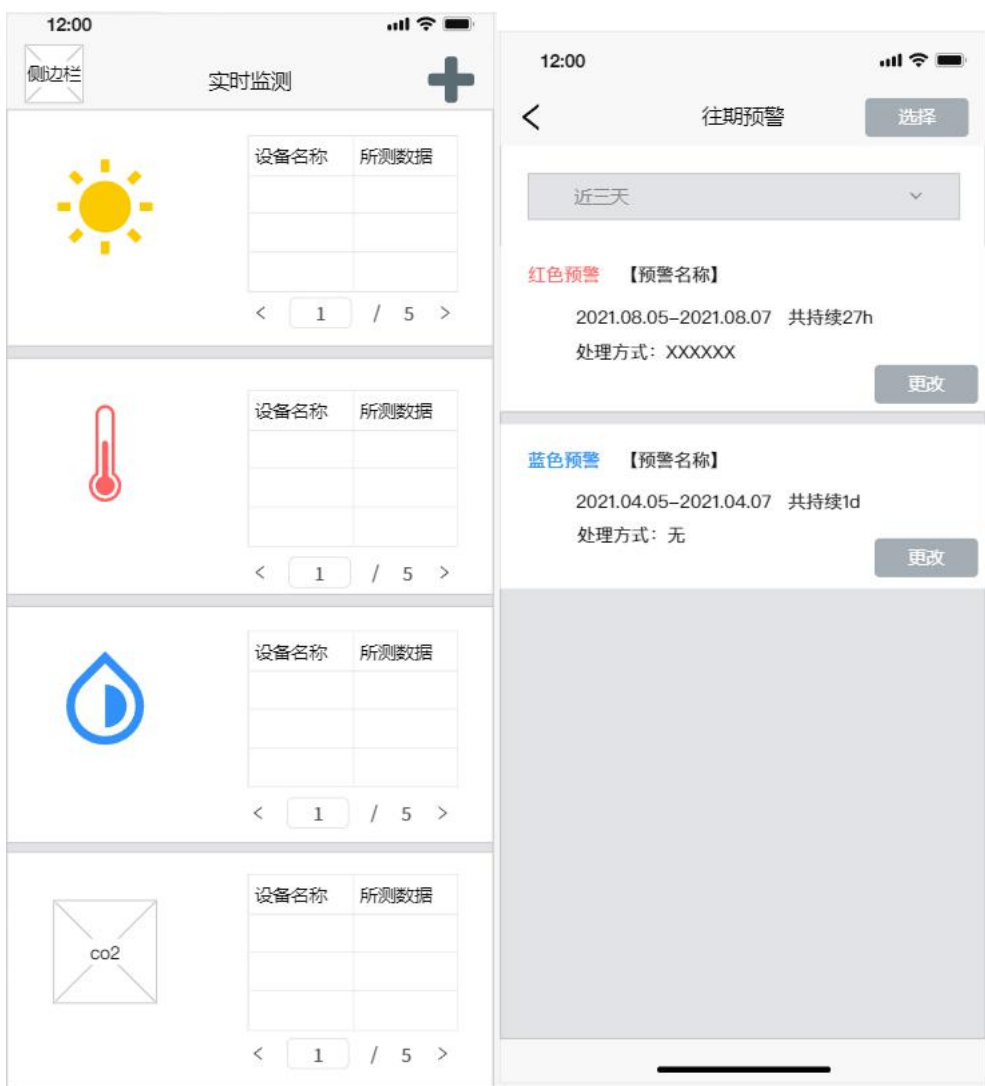 12:00
侧边栏
实时监测
设备名称 所测数据
< 1 / 5 >
设备名称 所测数据
< 1 / 5 >
设备名称 所测数据
< 1 / 5 >
co2
设备名称 所测数据
< 1 / 5 >
12:00
往期预警
选择
近三天
红色预警 【预警名称】
2021.08.05–2021.08.07 共持续27h
处理方式：XXXXXX
更改
蓝色预警 【预警名称】
2021.04.05–2021.04.07 共持续1d
处理方式：无
更改